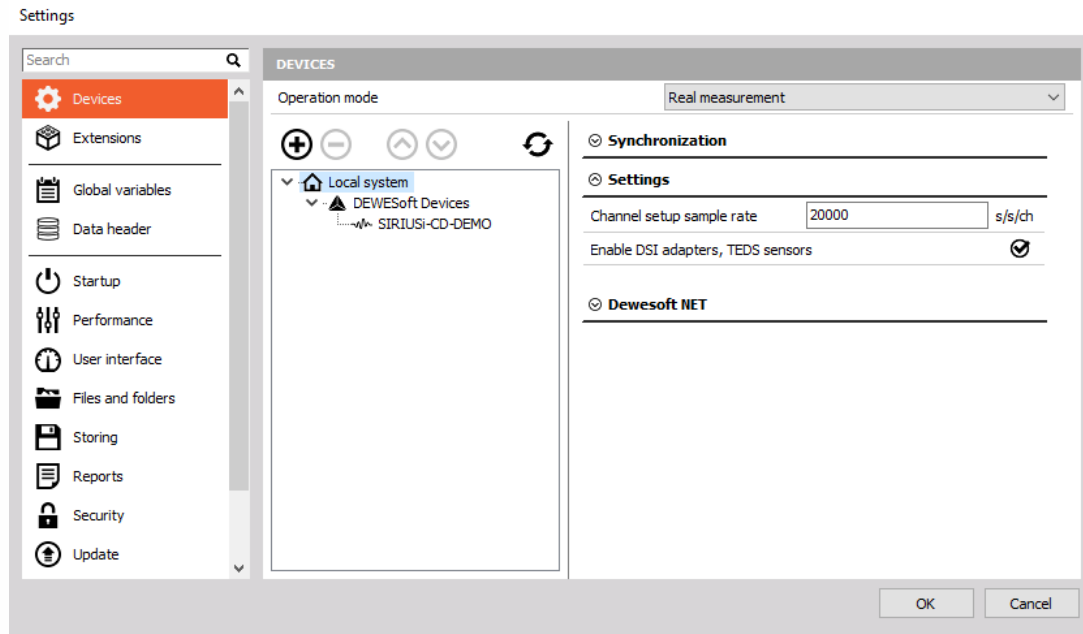 Settings
Search
Devices
Extensions
Global variables
Data header
Startup
Performance
User interface
Files and folders
Storing
Reports
Security
Update
DEVICES
Operation mode
Real measurement
Local system
DEWESoft Devices
SIRIUSi-CD-DEMO
Synchronization
Settings
Channel setup sample rate 20000 s/s/ch
Enable DSI adapters, TEDS sensors
Dewesoft NET
OK
Cancel